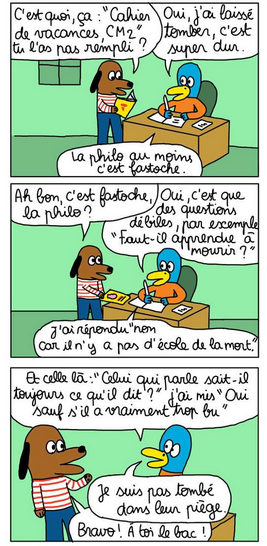 C'est quoi, ça : "Cahier
de vacances, CM2"
tu l'as pas rempli ?
Oui, j'ai laissé
tomber, c'est
super dur.
La philo au moins
c'est fastoche.
Ah bon, c'est fastoche,
la philo ?
Oui, c'est que
des questions
débiles, par exemple
"Faut-il apprendre à
mourir ?"
J'ai répondu "non
car il n'y a pas d'école de la mort."
Et celle là : "Celui qui parle sait-il
toujours ce qu'il dit ?" j'ai mis "Oui
sauf s'il a vraiment trop bu"
Je suis pas tombé
dans leur piège.
Bravo ! À toi le bac !